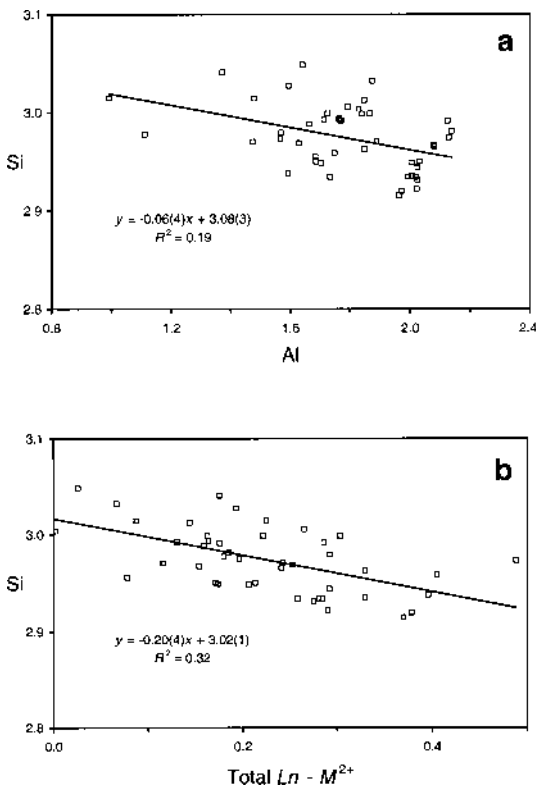 3.1
a
3.0
Si
2.9
y = -0.06(4)x + 3.08(3)
R² = 0.19
2.8
0.8 1.2 1.6 2.0 2.4
Al
3.1
b
3.0
Si
2.9
y = -0.20(4)x + 3.02(1)
R² = 0.32
2.8
0.0 0.2 0.4
Total Ln - M²⁺